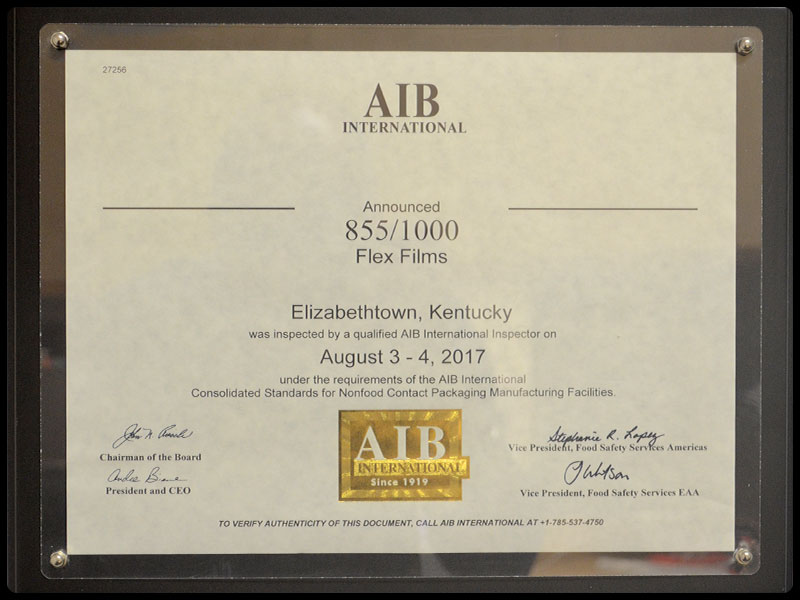 27256
AIB
INTERNATIONAL
Announced
855/1000
Flex Films
Elizabethtown, Kentucky
was inspected by a qualified AIB International Inspector on
August 3 - 4, 2017
under the requirements of the AIB International
Consolidated Standards for Nonfood Contact Packaging Manufacturing Facilities.
AIB
INTERNATIONAL
Since 1919
Chairman of the Board
President and CEO
Stephanie R. Lopez
Vice President, Food Safety Services Americas
Vice President, Food Safety Services EAA
TO VERIFY AUTHENTICITY OF THIS DOCUMENT, CALL AIB INTERNATIONAL AT +1-785-537-4750